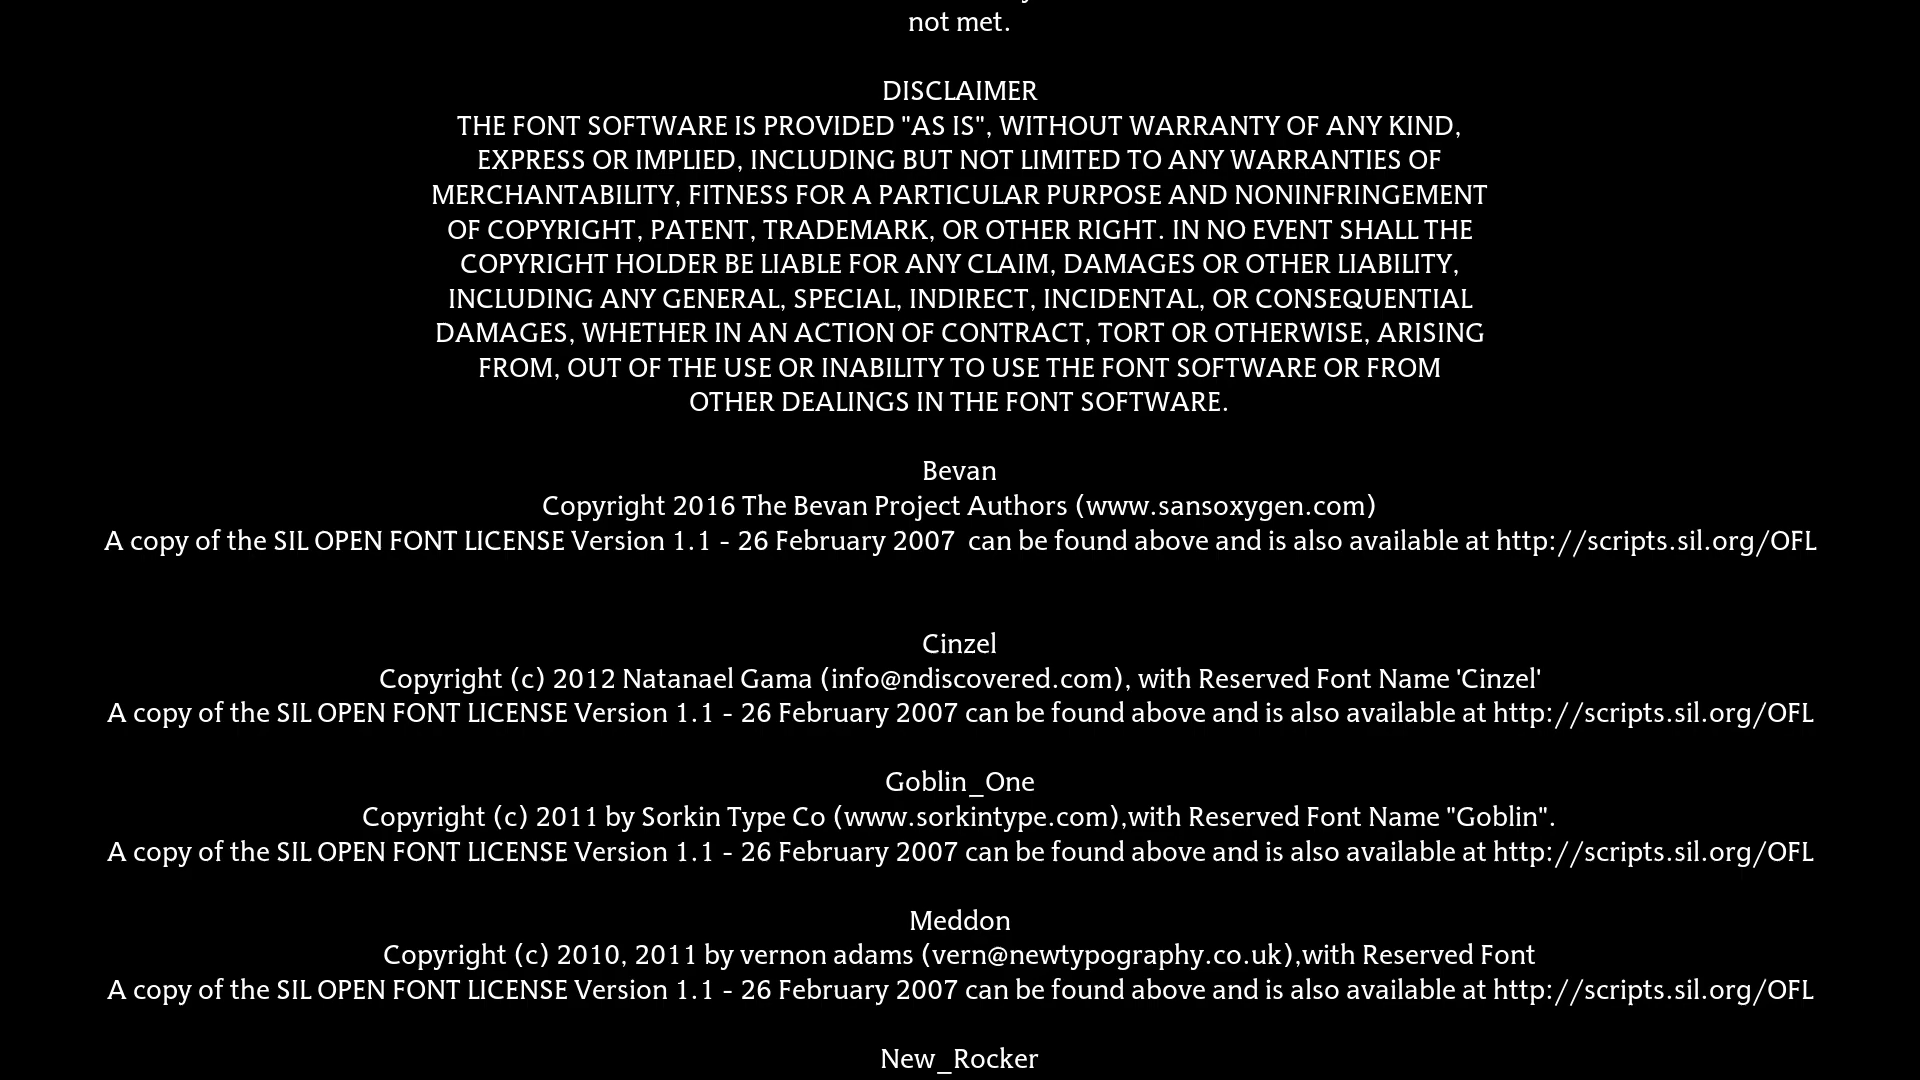 not met.
DISCLAIMER
THE FONT SOFTWARE IS PROVIDED "AS IS", WITHOUT WARRANTY OF ANY KIND,
EXPRESS OR IMPLIED, INCLUDING BUT NOT LIMITED TO ANY WARRANTIES OF
MERCHANTABILITY, FITNESS FOR A PARTICULAR PURPOSE AND NONINFRINGEMENT
OF COPYRIGHT, PATENT, TRADEMARK, OR OTHER RIGHT. IN NO EVENT SHALL THE
COPYRIGHT HOLDER BE LIABLE FOR ANY CLAIM, DAMAGES OR OTHER LIABILITY,
INCLUDING ANY GENERAL, SPECIAL, INDIRECT, INCIDENTAL, OR CONSEQUENTIAL
DAMAGES, WHETHER IN AN ACTION OF CONTRACT, TORT OR OTHERWISE, ARISING
FROM, OUT OF THE USE OR INABILITY TO USE THE FONT SOFTWARE OR FROM
OTHER DEALINGS IN THE FONT SOFTWARE.
Bevan
Copyright 2016 The Bevan Project Authors (www.sansoxygen.com)
A copy of the SIL OPEN FONT LICENSE Version 1.1 - 26 February 2007  can be found above and is also available at http://scripts.sil.org/OFL
Cinzel
Copyright (c) 2012 Natanael Gama (info@ndiscovered.com), with Reserved Font Name 'Cinzel'
A copy of the SIL OPEN FONT LICENSE Version 1.1 - 26 February 2007 can be found above and is also available at http://scripts.sil.org/OFL
Goblin_One
Copyright (c) 2011 by Sorkin Type Co (www.sorkintype.com),with Reserved Font Name "Goblin".
A copy of the SIL OPEN FONT LICENSE Version 1.1 - 26 February 2007 can be found above and is also available at http://scripts.sil.org/OFL
Meddon
Copyright (c) 2010, 2011 by vernon adams (vern@newtypography.co.uk),with Reserved Font
A copy of the SIL OPEN FONT LICENSE Version 1.1 - 26 February 2007 can be found above and is also available at http://scripts.sil.org/OFL
New_Rocker